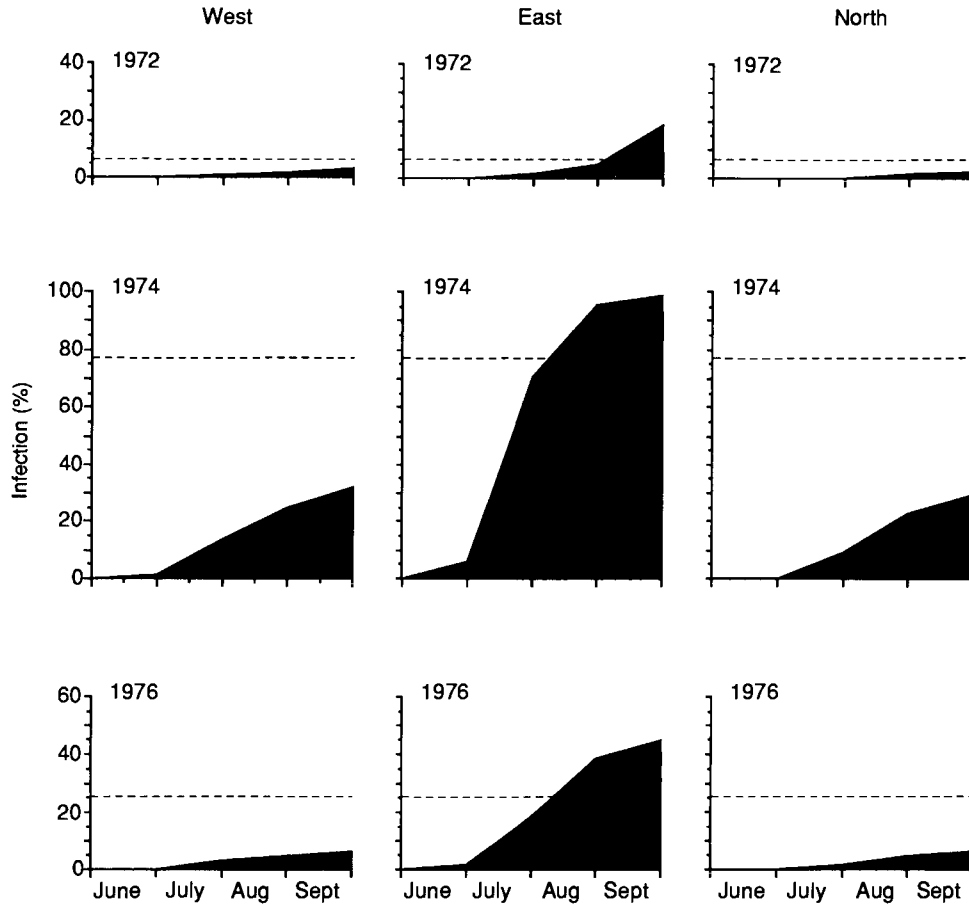 West East North
1972 1972 1972
40
20
0
1974 1974 1974
100
80
60
40
20
0
Infection (%)
1976 1976 1976
60
40
20
0
June July Aug Sept June July Aug Sept June July Aug Sept